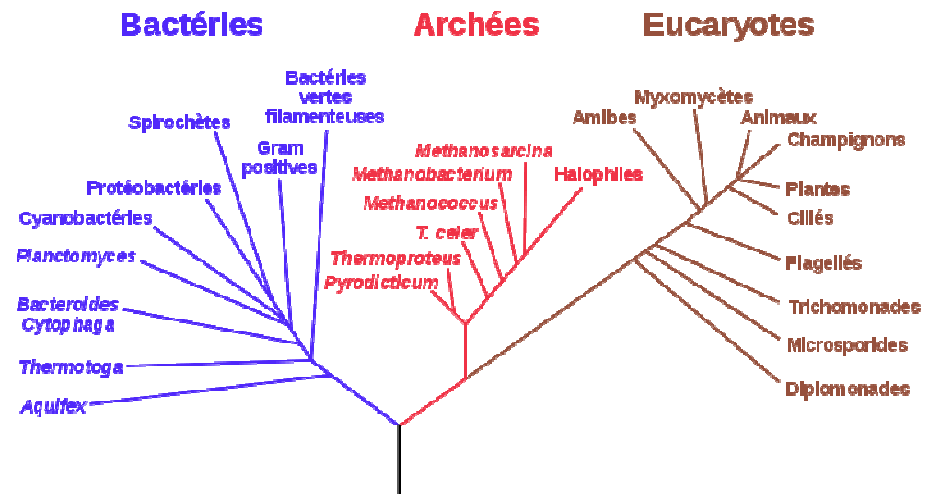 Bactéries
Archées
Eucaryotes
Bactéries
vertes
filamenteuses
Spirochètes
Gram
positives
Protéobactéries
Cyanobactéries
Planctomyces
Bacteroides
Cytophaga
Thermotoga
Aquifex
Methanosarcina
Methanobacterium
Halophiles
Methanococcus
T. celer
Thermoproteus
Pyrodicticum
Myxomycètes
Amibes
Animaux
Champignons
Plantes
Ciliés
Flagellés
Trichomonades
Microsporides
Diplomonades